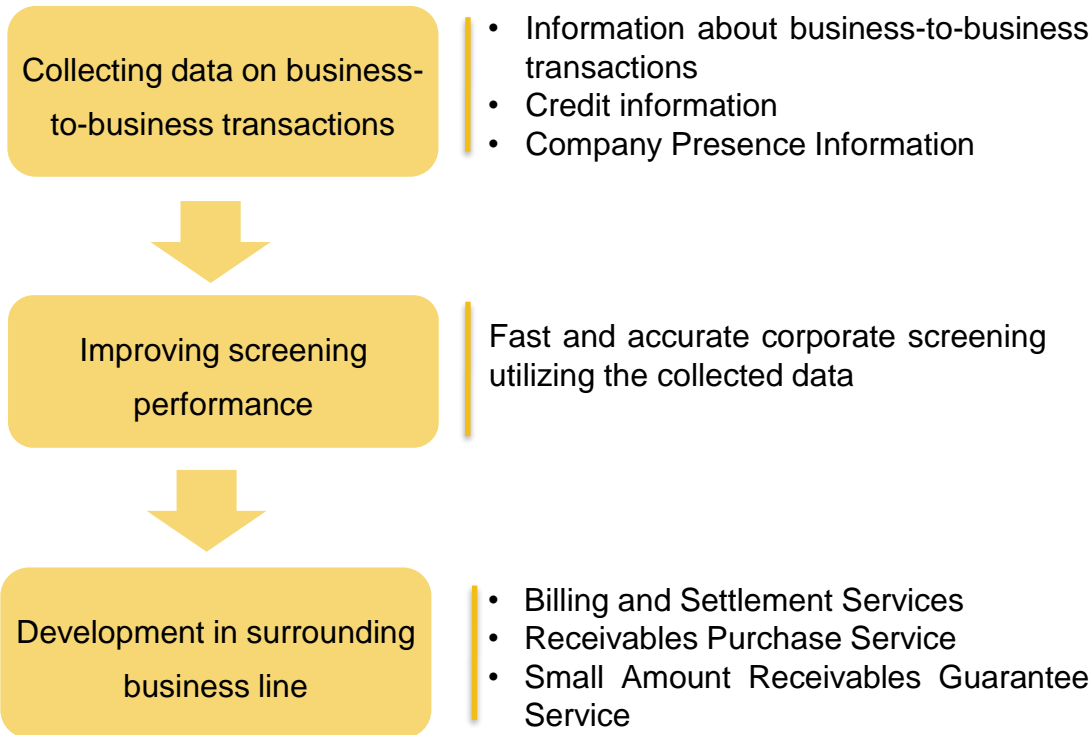 Collecting data on business-
to-business transactions
• Information about business-to-business
transactions
• Credit information
• Company Presence Information
Improving screening
performance
Fast and accurate corporate screening
utilizing the collected data
Development in surrounding
business line
• Billing and Settlement Services
• Receivables Purchase Service
• Small Amount Receivables Guarantee
Service